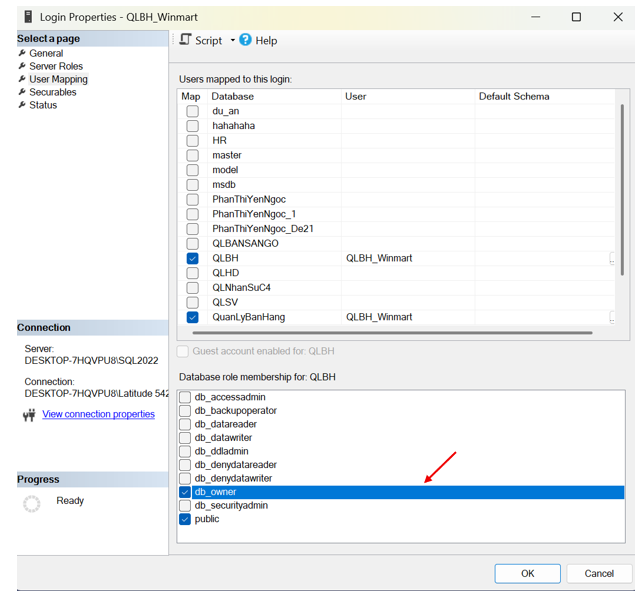 Login Properties - QLBH_Winmart
Select a page
General
Server Roles
User Mapping
Securables
Status
Script
Help
Users mapped to this login:
Map Database User Default Schema
du_an
hahahaha
HR
master
model
msdb
PhanThiYenNgoc
PhanThiYenNgoc_1
PhanThiYenNgoc_De21
QLBANSANGO
QLBH QLBH_Winmart
QLHD
QLNhanSuC4
QLSV
QuanLyBanHang QLBH_Winmart
Guest account enabled for: QLBH
Database role membership for: QLBH
db_accessadmin
db_backupoperator
db_datareader
db_datawriter
db_ddladmin
db_denydatareader
db_denydatawriter
db_owner
db_securityadmin
public
Connection
Server:
DESKTOP-7HQVPU8\SQL2022
Connection:
DESKTOP-7HQVPU8\Latitude 542
View connection properties
Progress
Ready
OK
Cancel